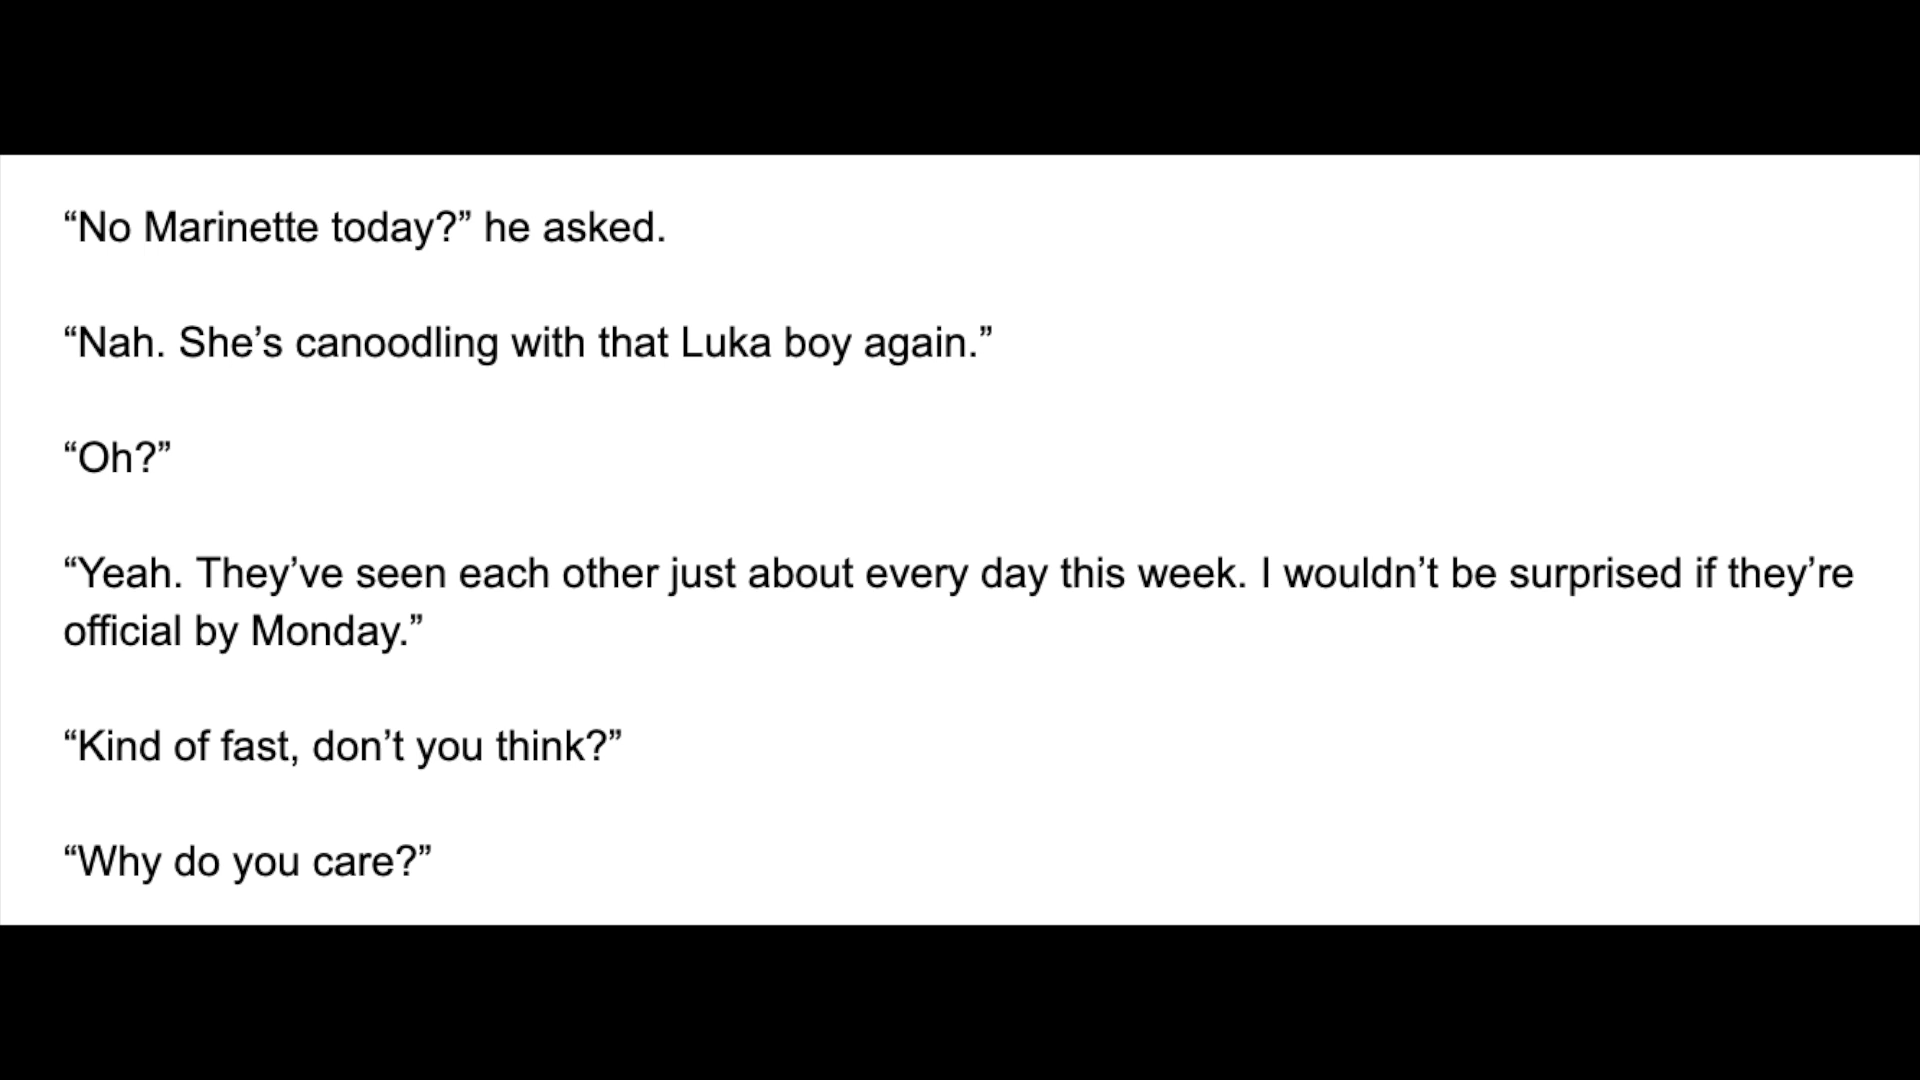 “No Marinette today?” he asked.
“Nah. She’s canoodling with that Luka boy again.”
“Oh?”
“Yeah. They’ve seen each other just about every day this week. I wouldn’t be surprised if they’re
official by Monday.”
“Kind of fast, don’t you think?”
“Why do you care?”